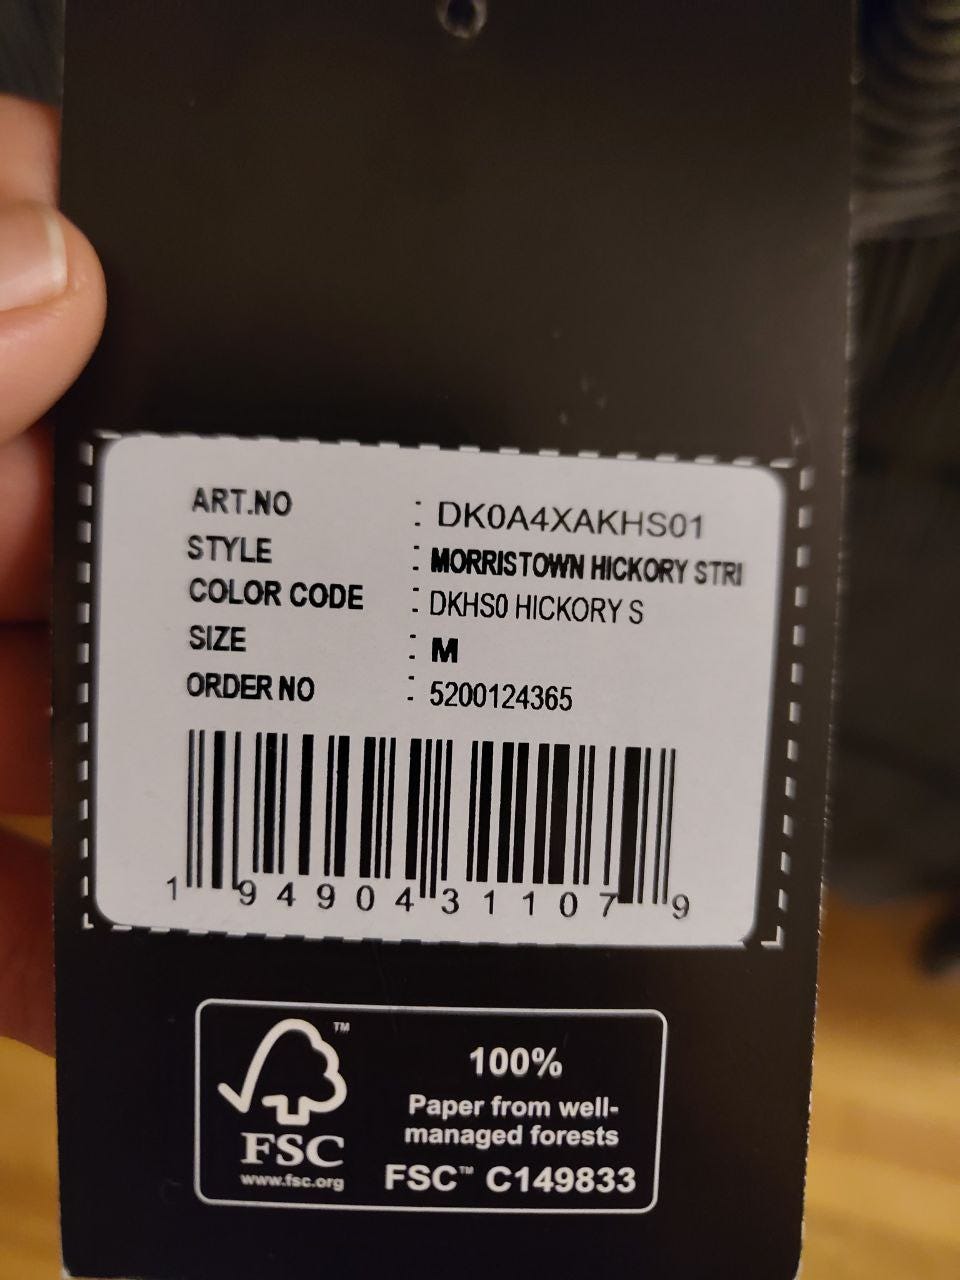 ART.NO : DK0A4XAKHS01
STYLE : MORRISTOWN HICKORY STRI
COLOR CODE : DKHS0 HICKORY S
SIZE : M
ORDER NO : 5200124365
1 94904 31107 9
TM
FSC
www.fsc.org
100%
Paper from well-
managed forests
FSC™ C149833